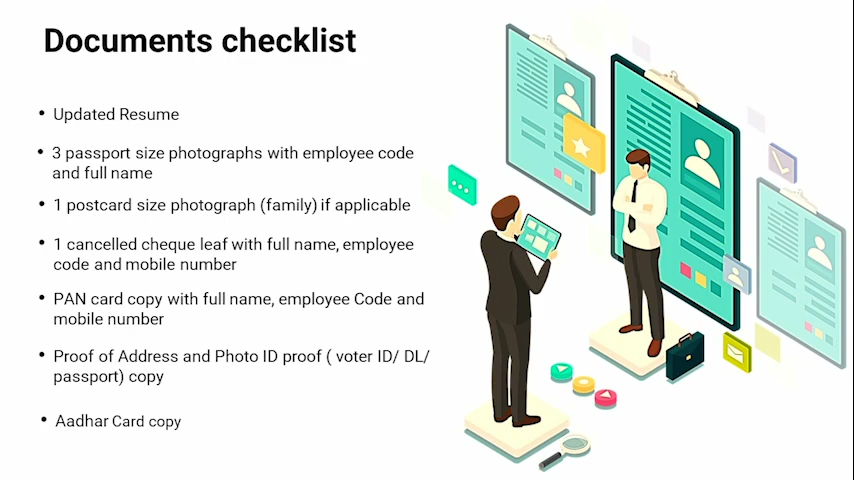 Documents checklist
• Updated Resume
• 3 passport size photographs with employee code
and full name
• 1 postcard size photograph (family) if applicable
• 1 cancelled cheque leaf with full name, employee
code and mobile number
• PAN card copy with full name, employee Code and
mobile number
• Proof of Address and Photo ID proof ( voter ID/ DL/
passport) copy
• Aadhar Card copy